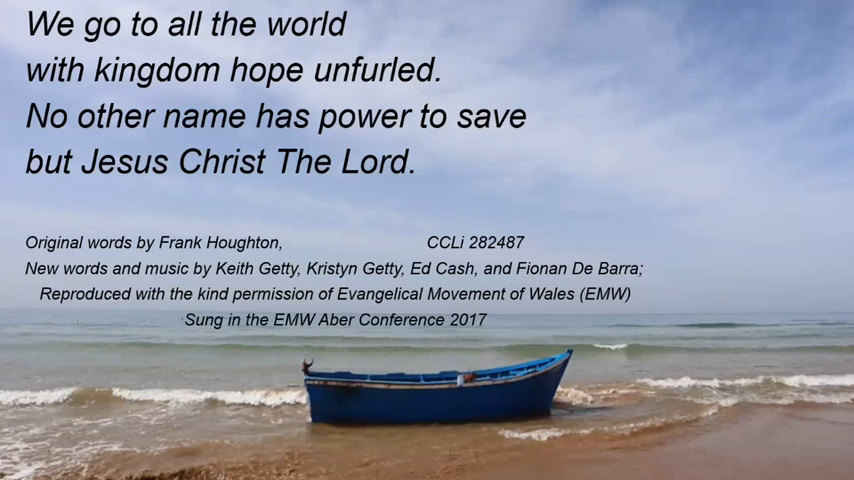 We go to all the world
with kingdom hope unfurled.
No other name has power to save
but Jesus Christ The Lord.
Original words by Frank Houghton, CCLi 282487
New words and music by Keith Getty, Kristyn Getty, Ed Cash, and Fionan De Barra;
Reproduced with the kind permission of Evangelical Movement of Wales (EMW)
Sung in the EMW Aber Conference 2017